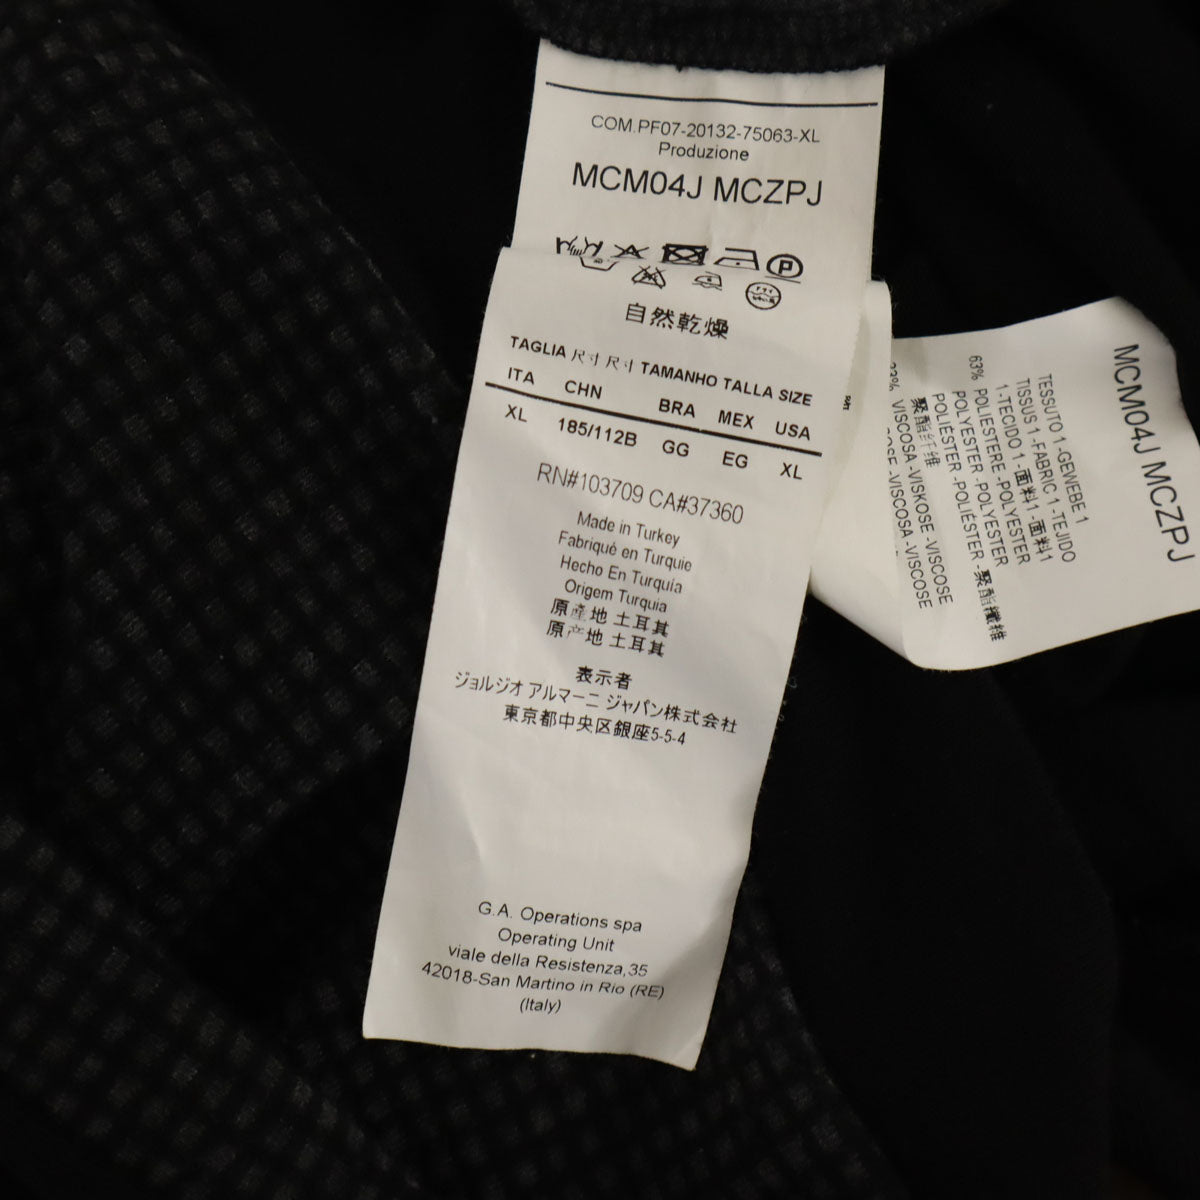 COM.PF07-20132-75063-XL
Produzione
MCM04J MCZPJ
P
自然乾燥
TAGLIA 尺寸 尺寸 TAMANHO TALLA SIZE
ITA CHN BRA MEX USA
XL 185/112B GG EG XL
RN#103709 CA#37360
Made in Turkey
Fabriqué en Turquie
Hecho En Turquía
Origem Turquia
原產地 土耳其
原产地 土耳其
表示者
ジョルジオ アルマーニ ジャパン株式会社
東京都中央区銀座5-5-4
G.A. Operations spa
Operating Unit
viale della Resistenza,35
42018-San Martino in Rio (RE)
(Italy)
MCM04J MCZPJ
TESSUTO 1 -GEWEBE 1
TISSUS 1 -FABRIC 1 -TEJIDO
1 -TECIDO 1 -面料1 -面料1
63% POLIESTERE -POLYESTER
POLYESTER -POLYESTER
POLIÉSTER -POLIÉSTER - 聚酯纖維
聚酯纤维
VISCOSA -VISKOSE -VISCOSE
-VISCOSA -VISCOSE